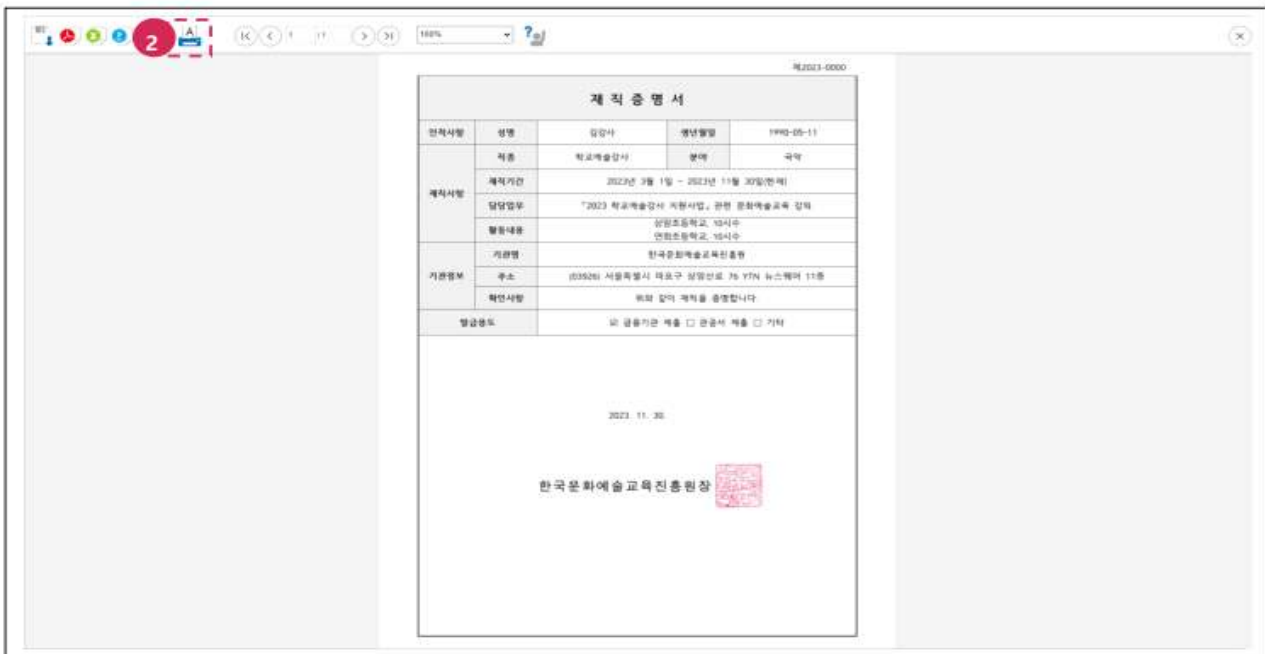 2
A
1
100%
?
제2023-0000
재 직 증 명 서
인적사항 성명 김강사 생년월일 1990-05-11
재직사항 직종 학교예술강사 분야 국악
재직기간 2023년 3월 1일 ~ 2023년 11월 30일(현재)
담당업무 「2023 학교예술강사 지원사업」 관련 문화예술교육 강의
활동내용 상암초등학교, 10시수
연희초등학교, 10시수
기관정보 기관명 한국문화예술교육진흥원
주소 (03926) 서울특별시 마포구 상암산로 76 YTN 뉴스퀘어 11층
확인사항 위와 같이 재직을 증명합니다
발급용도 ☑ 금융기관 제출 □ 관공서 제출 □ 기타
2023. 11. 30.
한국문화예술교육진흥원장